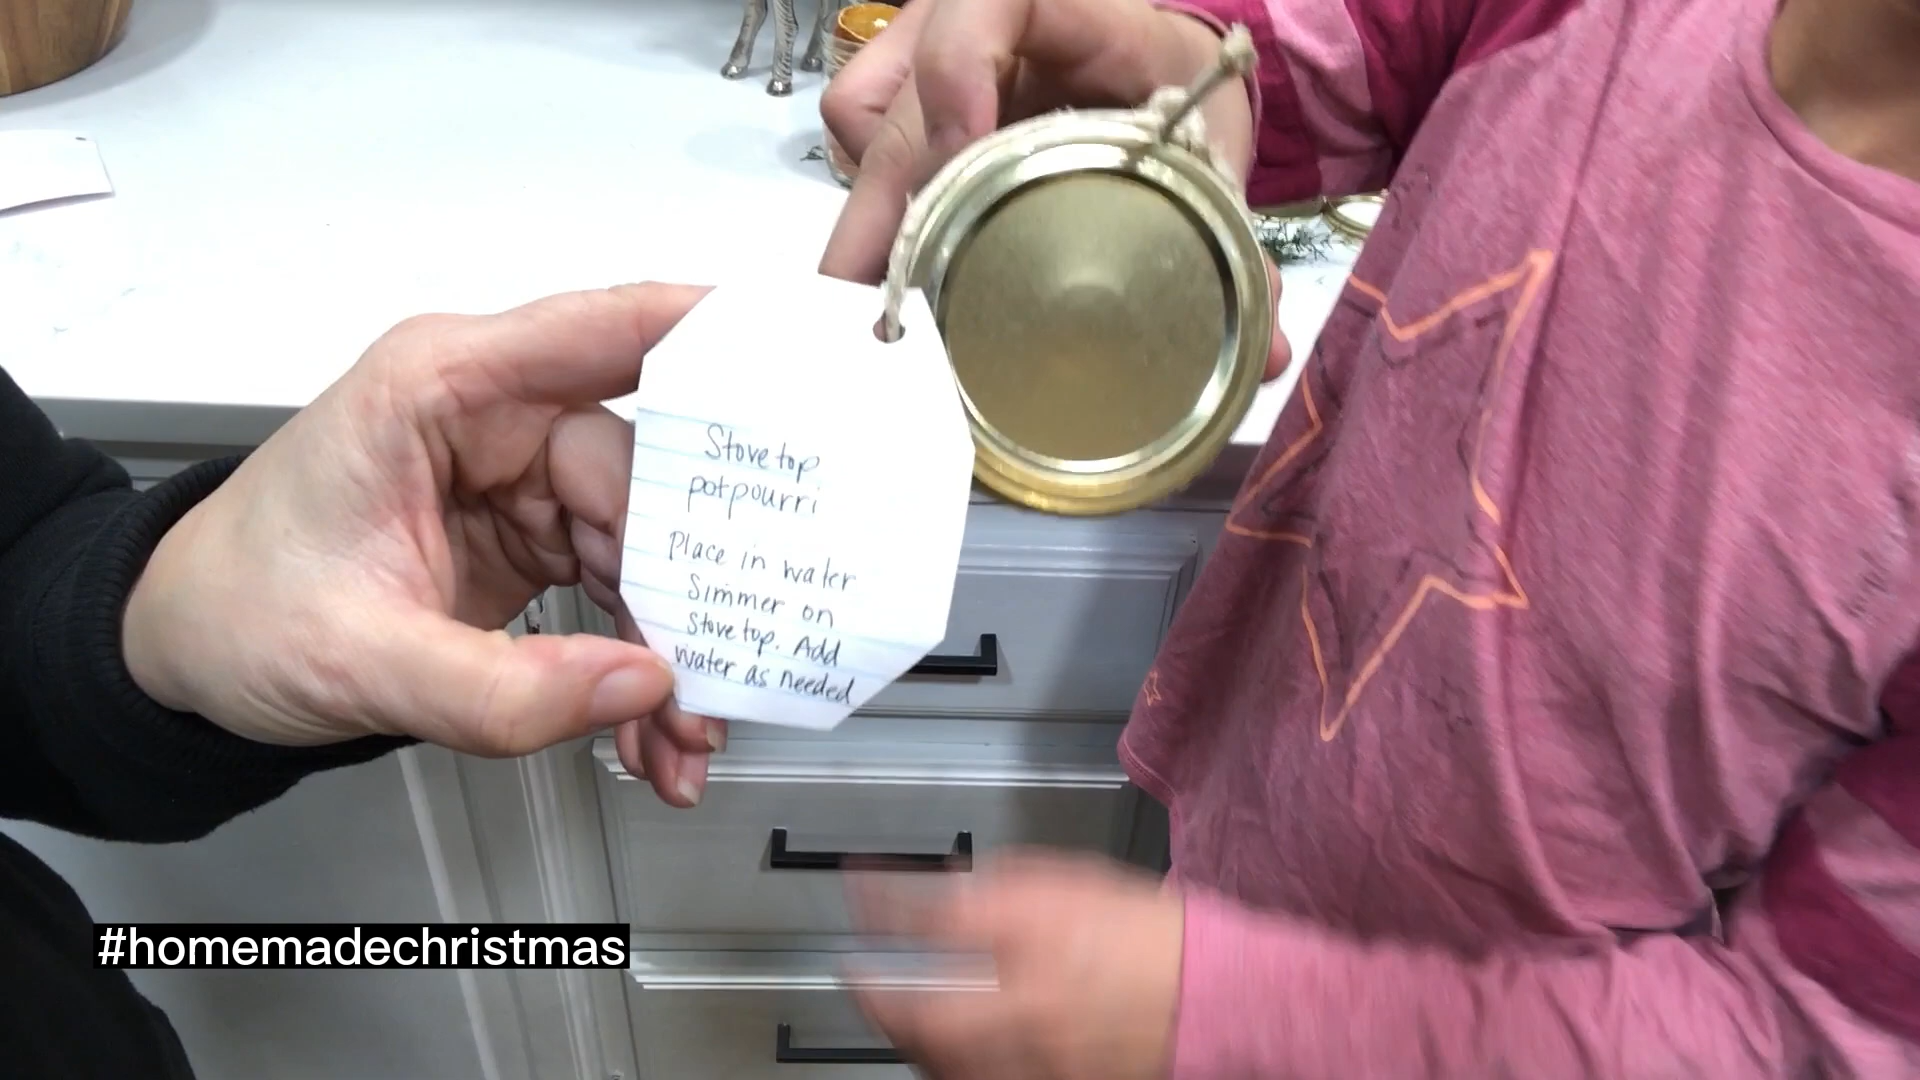 Stove top
potpourri
place in water
Simmer on
Stove top. Add
water as needed
#homemadechristmas